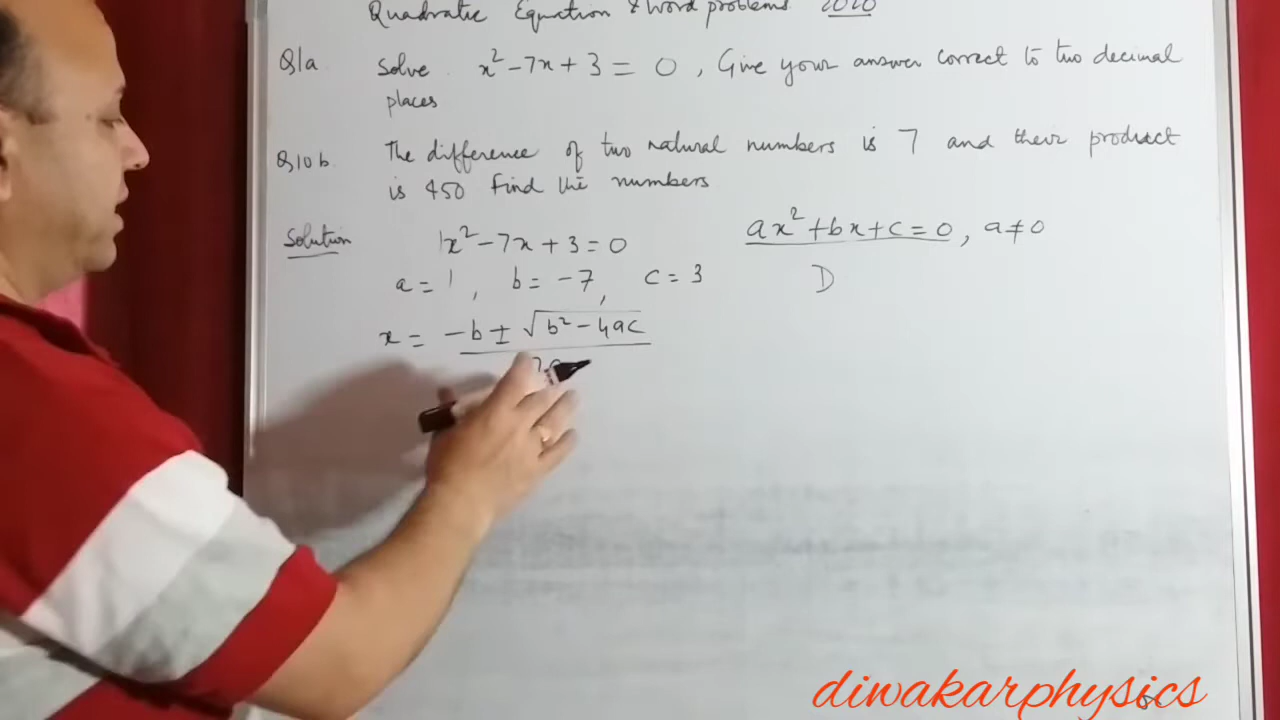 Quadratic Equation & Word problems 2020
Q1a Solve x² - 7x + 3 = 0, Give your answer correct to two decimal
places
Q10b The difference of two natural numbers is 7 and their product
is 450 Find the numbers
Solution 1x² - 7x + 3 = 0 ax² + bx + c = 0, a ≠ 0
a = 1, b = -7, c = 3 D
x = -b ± √b² - 4ac
2a
diwakarphysics